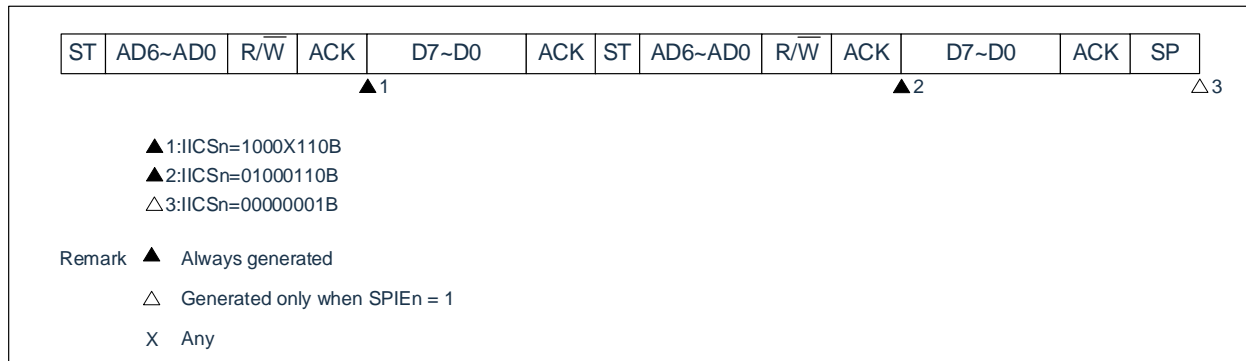 ST AD6~AD0 R/W̅ ACK D7~D0 ACK ST AD6~AD0 R/W̅ ACK D7~D0 ACK SP
▲1 ▲2 △3
▲1:IICSn=1000X110B
▲2:IICSn=01000110B
△3:IICSn=00000001B
Remark ▲ Always generated
△ Generated only when SPIEn = 1
X Any